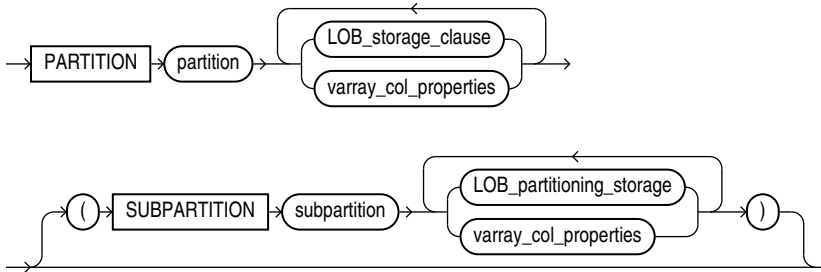 LOB_storage_clause
PARTITION partition
varray_col_properties
LOB_partitioning_storage
( SUBPARTITION subpartition )
varray_col_properties